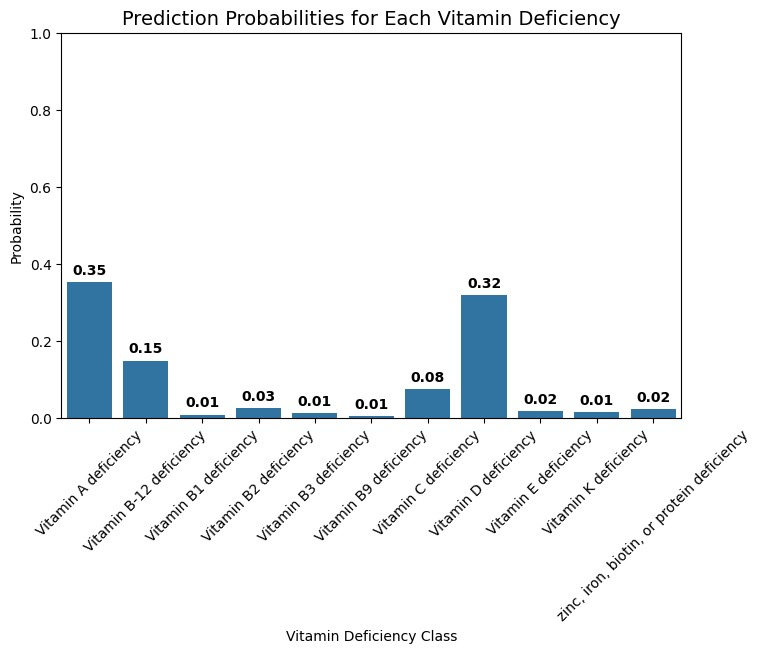 Prediction Probabilities for Each Vitamin Deficiency
1.0
0.8
0.6
0.4
0.2
0.0
Probability
0.35
0.15
0.01
0.03
0.01
0.01
0.08
0.32
0.02
0.01
0.02
Vitamin A deficiency
Vitamin B-12 deficiency
Vitamin B1 deficiency
Vitamin B2 deficiency
Vitamin B3 deficiency
Vitamin B9 deficiency
Vitamin C deficiency
Vitamin D deficiency
Vitamin E deficiency
Vitamin K deficiency
zinc, iron, biotin, or protein deficiency
Vitamin Deficiency Class